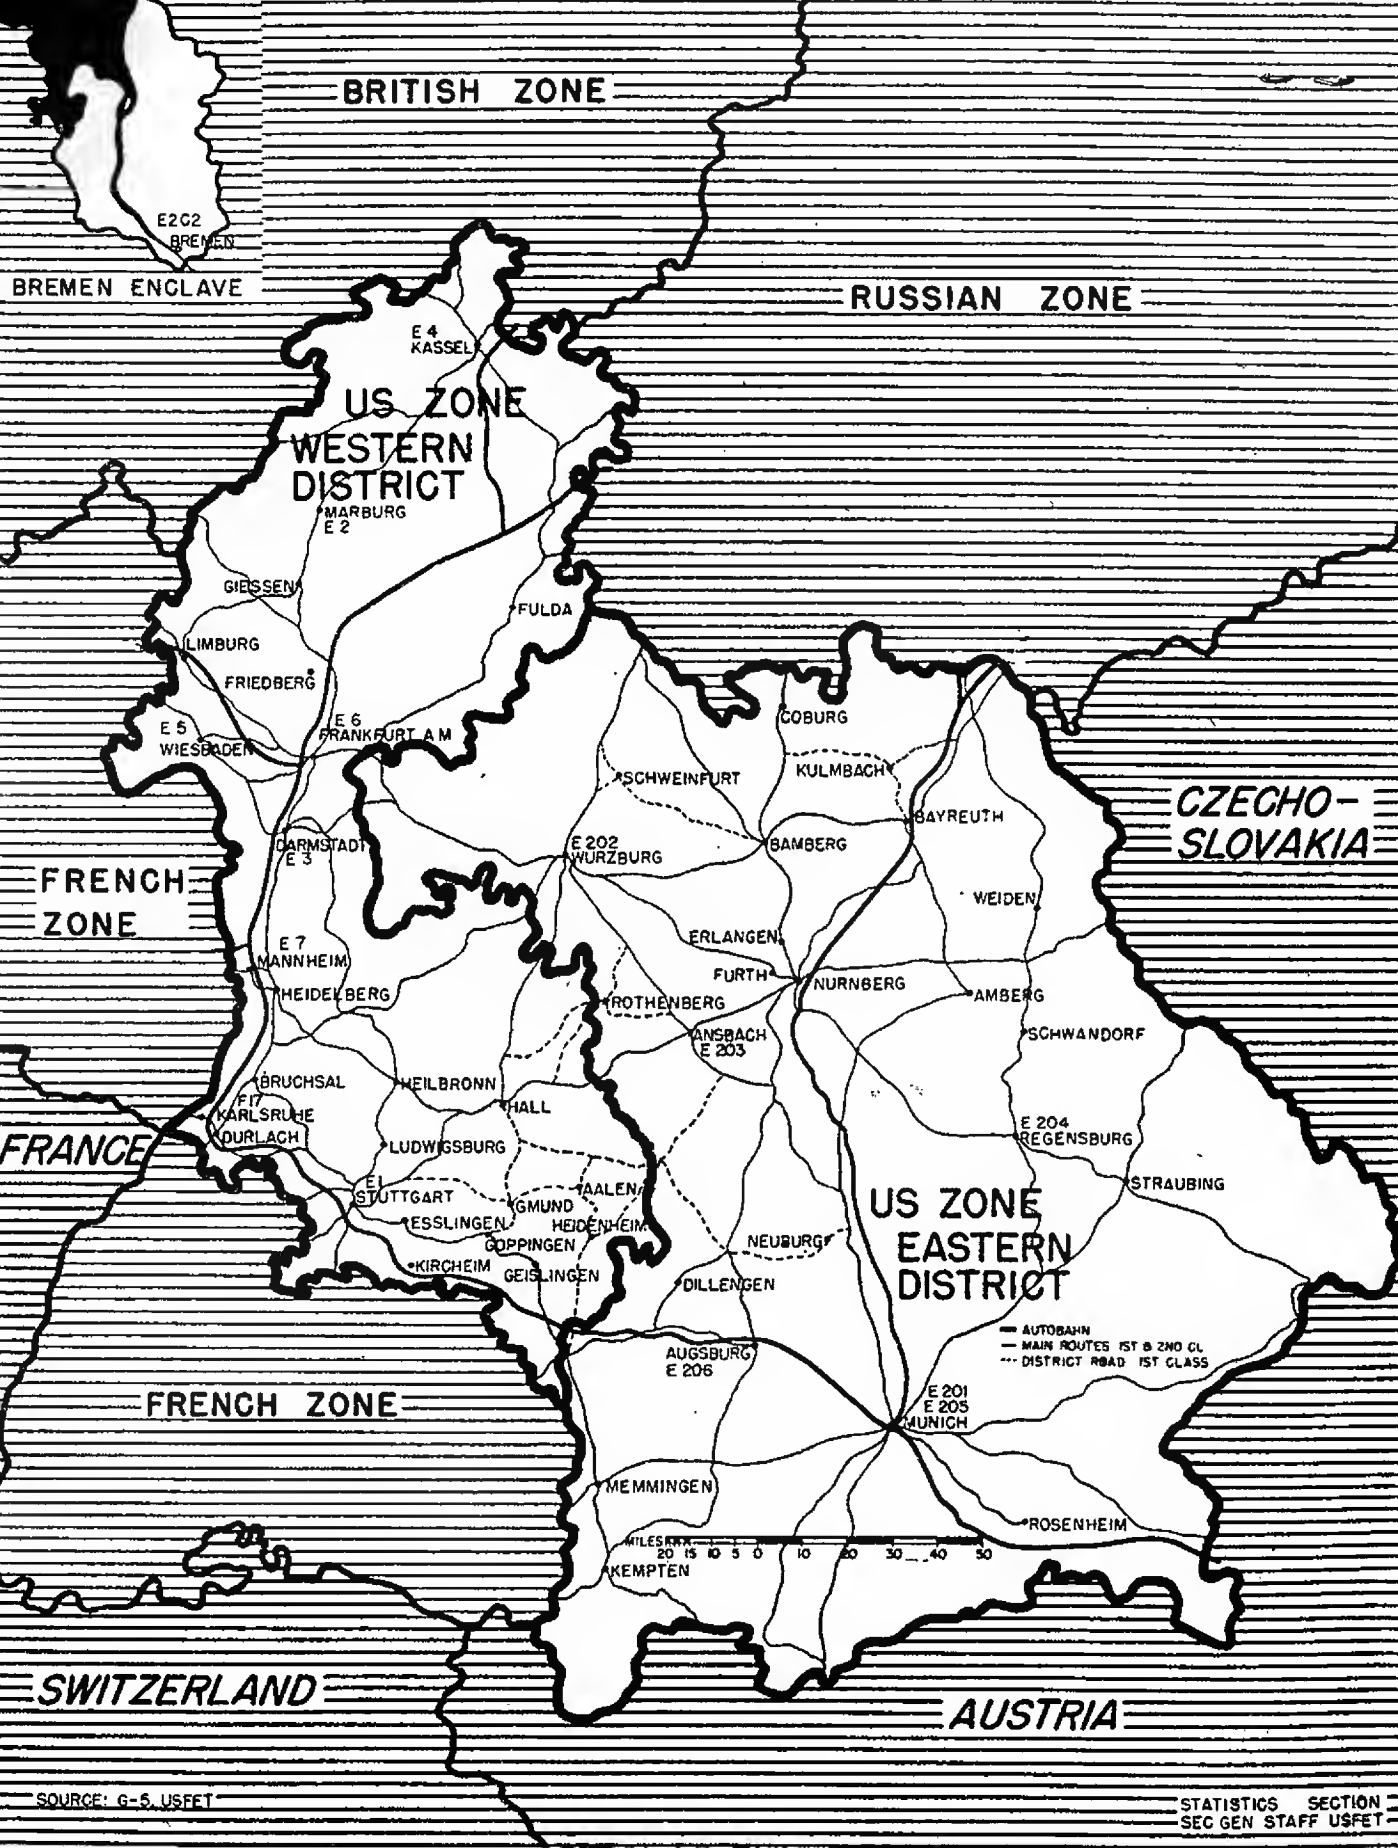 BRITISH ZONE
E2C2
BREMEN
BREMEN ENCLAVE
RUSSIAN ZONE
E 4
KASSEL
US ZONE
WESTERN
DISTRICT
MARBURG
E 2
GIESSEN
FULDA
LIMBURG
FRIEDBERG
E 5
WIESBADEN
E 6
FRANKFURT A M
COBURG
SCHWEINFURT
KULMBACH
CZECHO-
SLOVAKIA
BAYREUTH
DARMSTADT
E 3
E 202
WURZBURG
BAMBERG
FRENCH
ZONE
WEIDEN
E 7
MANNHEIM
ERLANGEN
FURTH
NURNBERG
HEIDELBERG
ROTHENBERG
AMBERG
ANSBACH
E 203
SCHWANDORF
BRUCHSAL
HEILBRONN
F17
KARLSRUHE
HALL
DURLACH
E 204
REGENSBURG
FRANCE
LUDWIGSBURG
E1
STUTTGART
AALEN
STRAUBING
GMUND
ESSLINGEN
HEIDENHEIM
US ZONE
EASTERN
DISTRICT
GOPPINGEN
NEUBURG
KIRCHHEIM
GEISLINGEN
DILLENGEN
AUTOBAHN
MAIN ROUTES 1ST & 2ND CL
DISTRICT ROAD 1ST CLASS
AUGSBURG
E 206
E 201
E 205
MUNICH
FRENCH ZONE
MEMMINGEN
ROSENHEIM
MILES
20 15 10 5 0 10 20 30 40 50
KEMPTEN
SWITZERLAND
AUSTRIA
SOURCE: G-5, USFET
STATISTICS SECTION
SEC GEN STAFF USFET